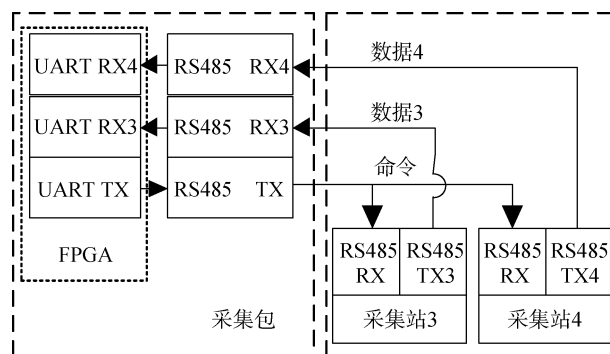 数据4
UART RX4 RS485 RX4
数据3
UART RX3 RS485 RX3
命令
UART TX RS485 TX
FPGA
RS485 RX RS485 TX3 RS485 RX RS485 TX4
采集站3 采集站4
采集包